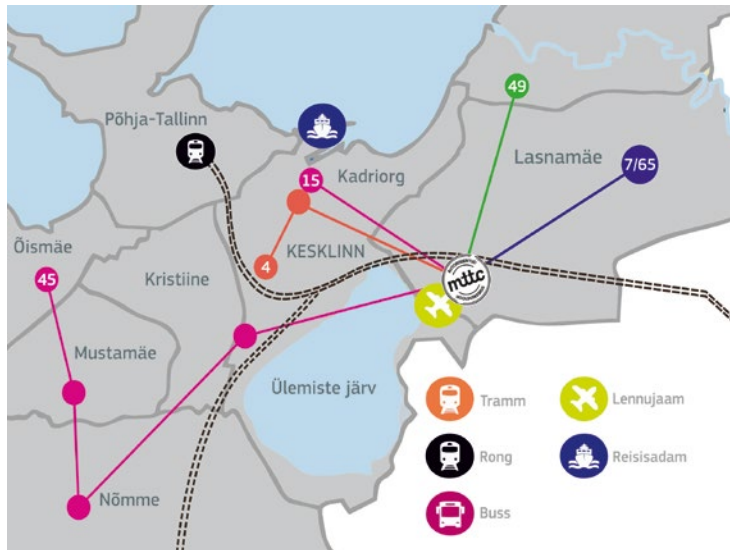 49
Põhja-Tallinn
Lasnamäe
7/65
15
Kadriorg
Õismäe
KESKLINN
4
45
Kristiine
mttc
Mustamäe
Ülemiste järv
Tramm
Lennujaam
Rong
Reisisadam
Nõmme
Buss